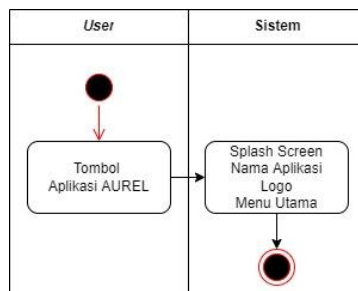 User
Sistem
Tombol
Aplikasi AUREL
Splash Screen
Nama Aplikasi
Logo
Menu Utama